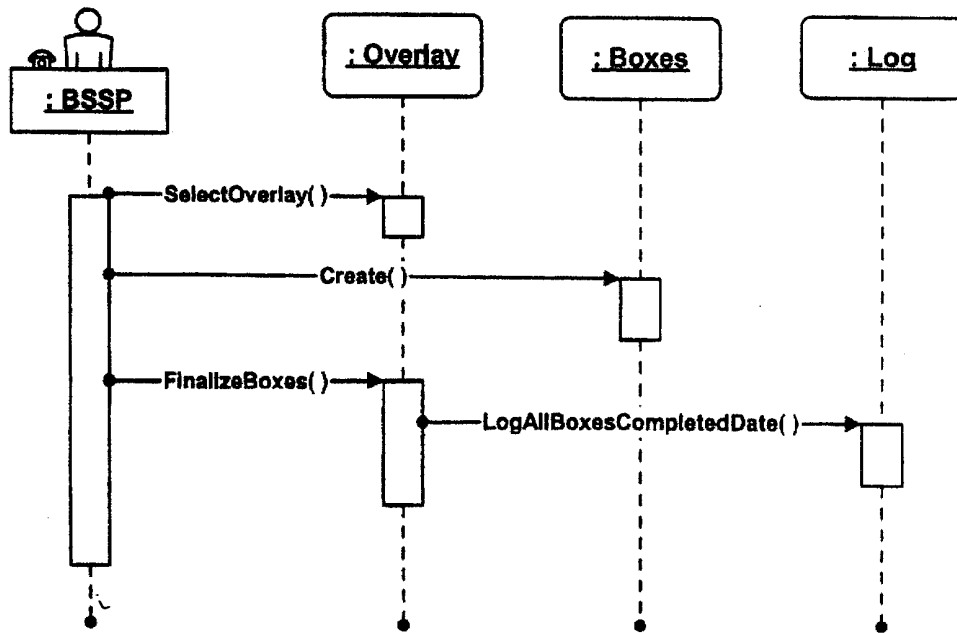 : BSSP
: Overlay
: Boxes
: Log
SelectOverlay( )
Create( )
FinalizeBoxes( )
LogAllBoxesCompletedDate( )